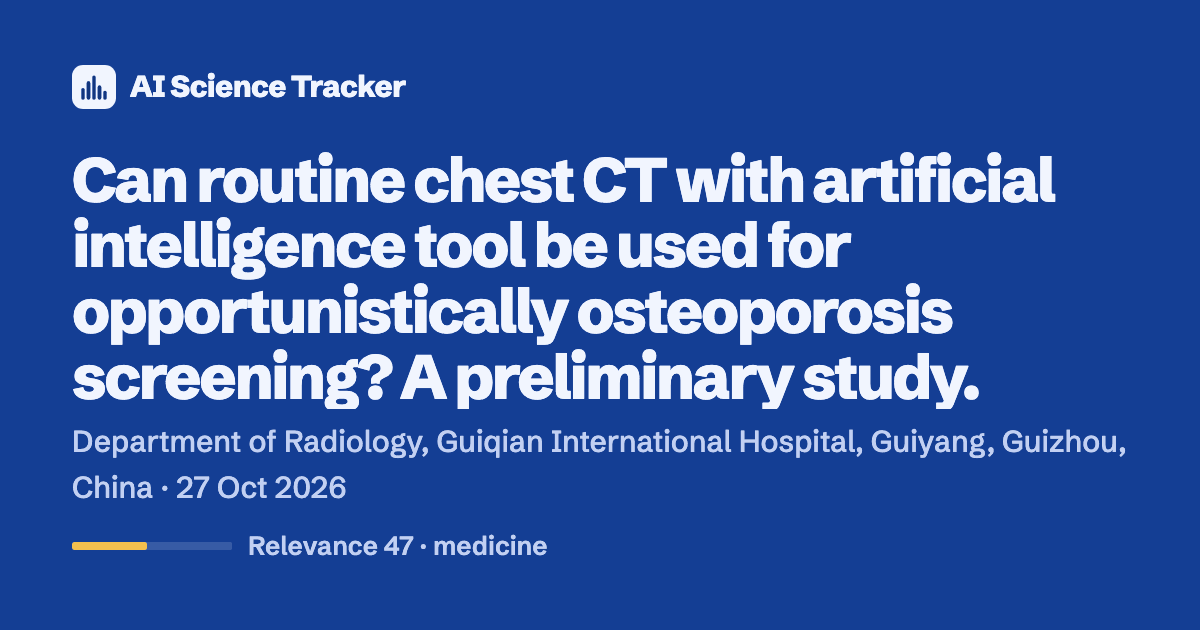 AI Science Tracker
Can routine chest CT with artificial
intelligence tool be used for
opportunistically osteoporosis
screening? A preliminary study.
Department of Radiology, Guiqian International Hospital, Guiyang, Guizhou,
China · 27 Oct 2026
Relevance 47 · medicine